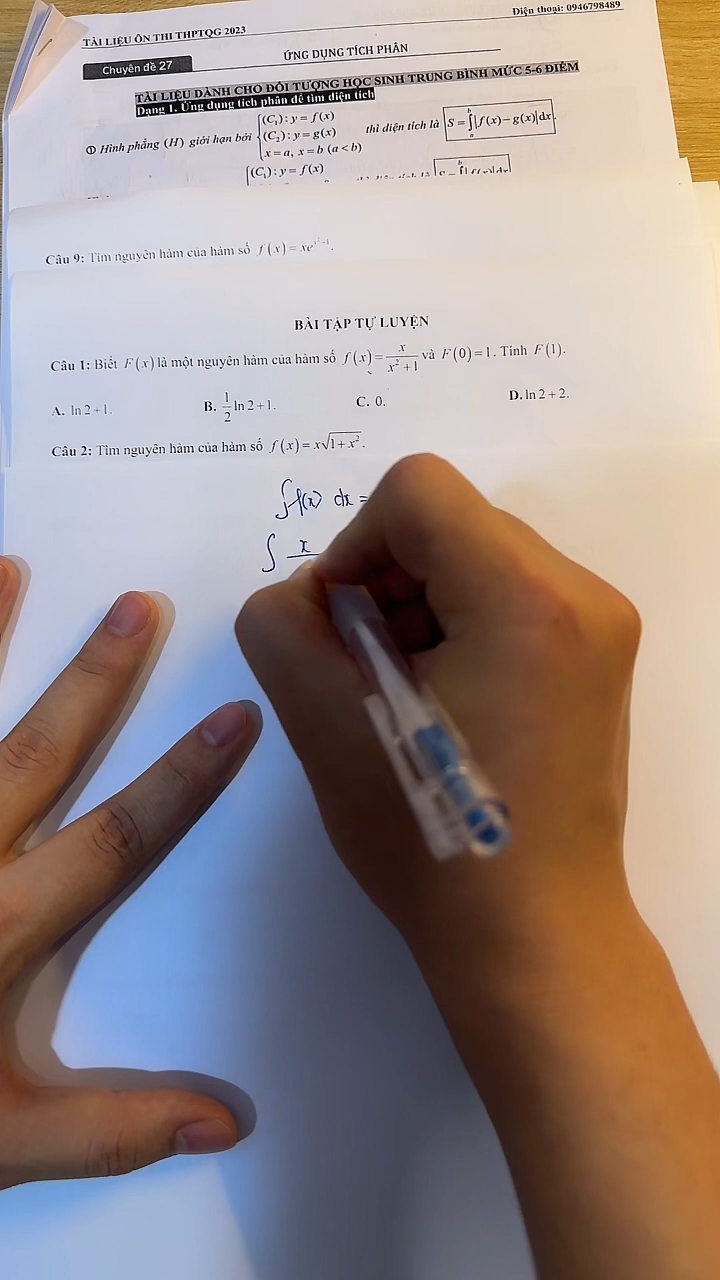 TÀI LIỆU ÔN THI THPTQG 2023
Điện thoại: 0946798489
Chuyên đề 27
ỨNG DỤNG TÍCH PHÂN
TÀI LIỆU DÀNH CHO ĐỐI TƯỢNG HỌC SINH TRUNG BÌNH MỨC 5-6 ĐIỂM
Dạng 1. Ứng dụng tích phân để tìm diện tích
① Hình phẳng (H) giới hạn bởi { (C₁): y = f(x) (C₂): y = g(x) x = a, x = b (a < b) thì diện tích là S = ∫ₐᵇ |f(x) − g(x)| dx.
(C₁): y = f(x)
Câu 9: Tìm nguyên hàm của hàm số f(x) = xe^(x²+1).
BÀI TẬP TỰ LUYỆN
Câu 1: Biết F(x) là một nguyên hàm của hàm số f(x) = x/(x²+1) và F(0) = 1. Tính F(1).
A. ln 2 + 1. B. 1/2 ln 2 + 1. C. 0. D. ln 2 + 2.
Câu 2: Tìm nguyên hàm của hàm số f(x) = x√(1 + x²).
∫ f(x) dx =
∫ x